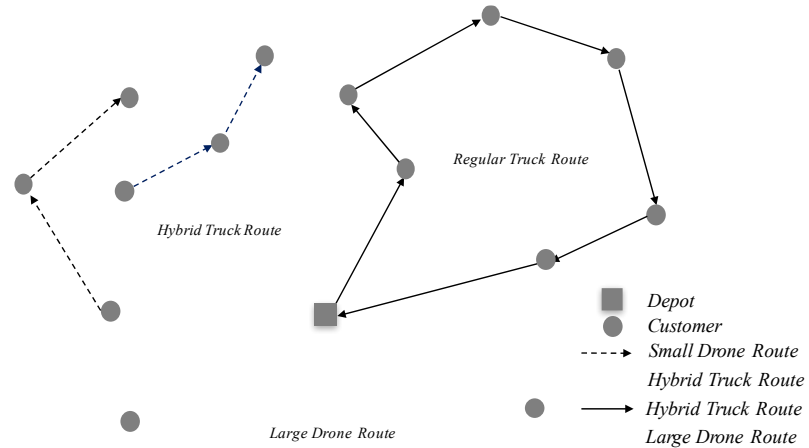 Regular Truck Route
Hybrid Truck Route
Large Drone Route
Depot
Customer
Small Drone Route
Hybrid Truck Route
Hybrid Truck Route
Large Drone Route